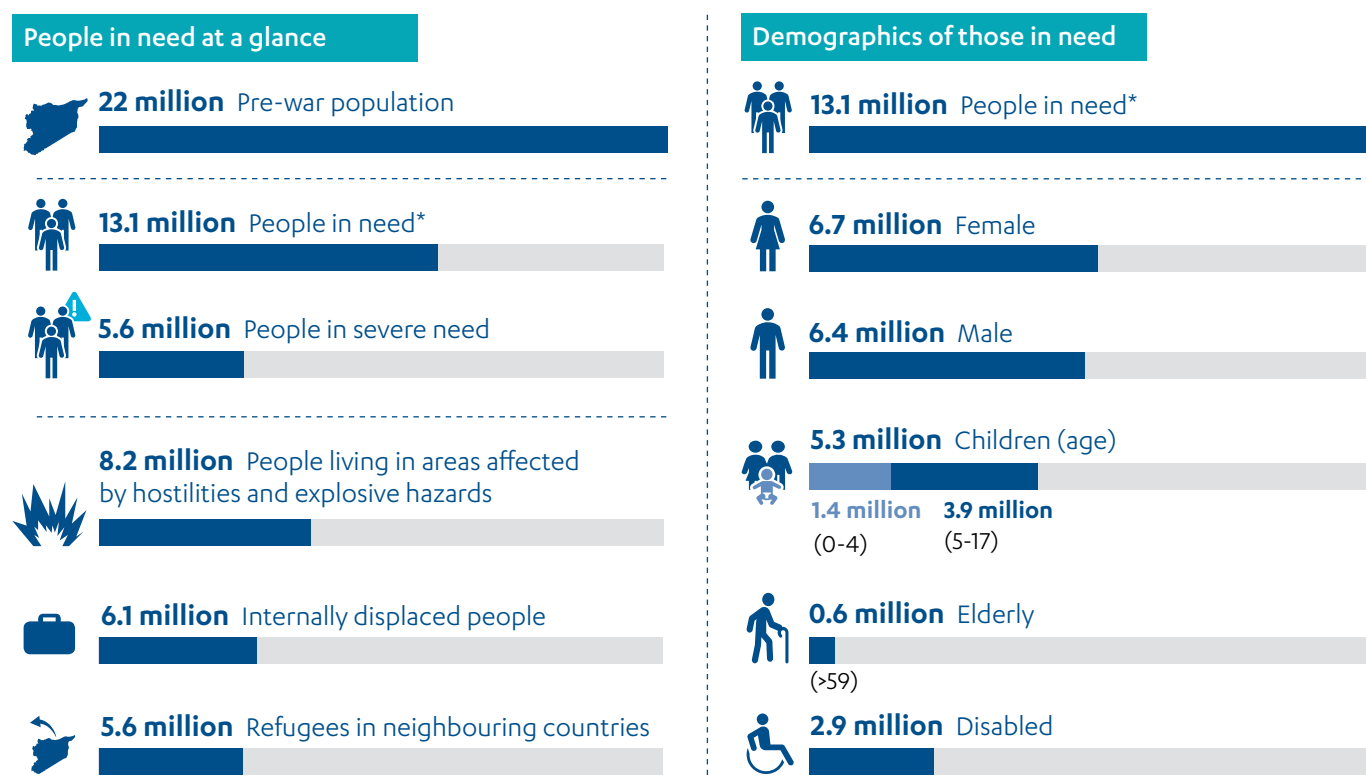 People in need at a glance
22 million Pre-war population
13.1 million People in need*
5.6 million People in severe need
8.2 million People living in areas affected
by hostilities and explosive hazards
6.1 million Internally displaced people
5.6 million Refugees in neighbouring countries
Demographics of those in need
13.1 million People in need*
6.7 million Female
6.4 million Male
5.3 million Children (age)
1.4 million 3.9 million
(0-4) (5-17)
0.6 million Elderly
(>59)
2.9 million Disabled